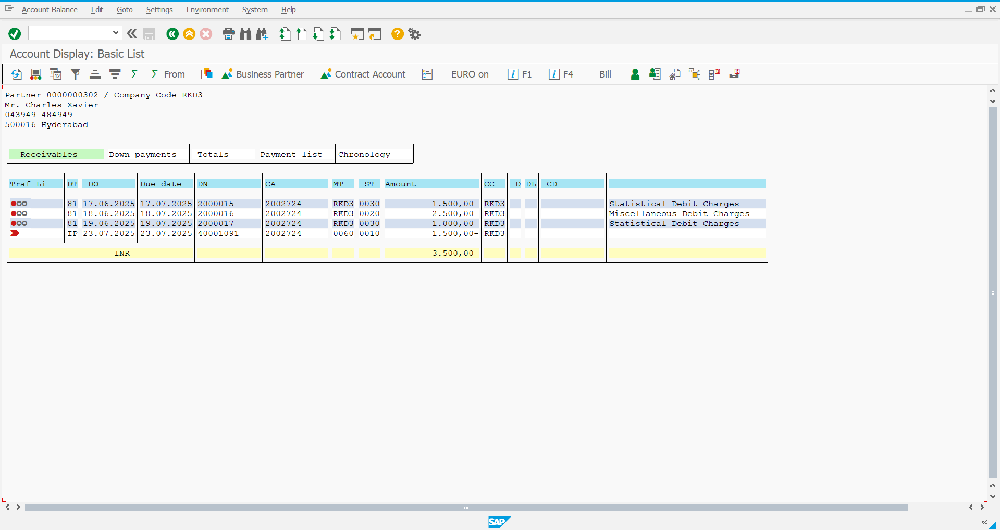 Account Balance Edit Goto Settings Environment System Help
Account Display: Basic List
Σ Σ From Business Partner Contract Account EURO on i F1 i F4 Bill
Partner 0000000302 / Company Code RKD3
Mr. Charles Xavier
043949 484949
500016 Hyderabad
Receivables Down payments Totals Payment list Chronology
Traf Li DT DO Due date DN CA MT ST Amount CC D DL CD
81 17.06.2025 17.07.2025 2000015 2002724 RKD3 0030 1.500,00 RKD3 Statistical Debit Charges
81 18.06.2025 18.07.2025 2000016 2002724 RKD3 0020 2.500,00 RKD3 Miscellaneous Debit Charges
81 19.06.2025 19.07.2025 2000017 2002724 RKD3 0030 1.000,00 RKD3 Statistical Debit Charges
IP 23.07.2025 23.07.2025 40001091 2002724 0060 0010 1.500,00- RKD3
INR 3.500,00
SAP